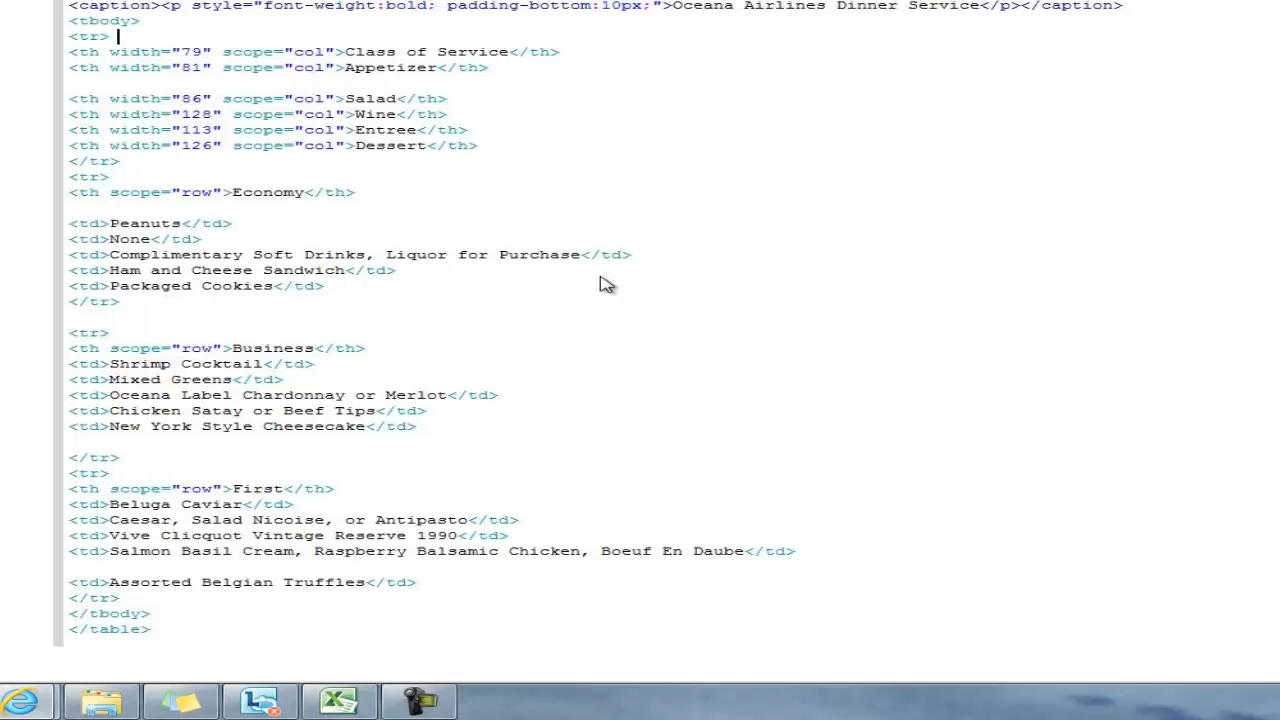 <caption><p style="font-weight:bold; padding-bottom:10px;">Oceana Airlines Dinner Service</p></caption>
<tbody>
<tr>
<th width="79" scope="col">Class of Service</th>
<th width="81" scope="col">Appetizer</th>
<th width="86" scope="col">Salad</th>
<th width="128" scope="col">Wine</th>
<th width="113" scope="col">Entree</th>
<th width="126" scope="col">Dessert</th>
</tr>
<tr>
<th scope="row">Economy</th>
<td>Peanuts</td>
<td>None</td>
<td>Complimentary Soft Drinks, Liquor for Purchase</td>
<td>Ham and Cheese Sandwich</td>
<td>Packaged Cookies</td>
</tr>
<tr>
<th scope="row">Business</th>
<td>Shrimp Cocktail</td>
<td>Mixed Greens</td>
<td>Oceana Label Chardonnay or Merlot</td>
<td>Chicken Satay or Beef Tips</td>
<td>New York Style Cheesecake</td>
</tr>
<tr>
<th scope="row">First</th>
<td>Beluga Caviar</td>
<td>Caesar, Salad Nicoise, or Antipasto</td>
<td>Vive Clicquot Vintage Reserve 1990</td>
<td>Salmon Basil Cream, Raspberry Balsamic Chicken, Boeuf En Daube</td>
<td>Assorted Belgian Truffles</td>
</tr>
</tbody>
</table>